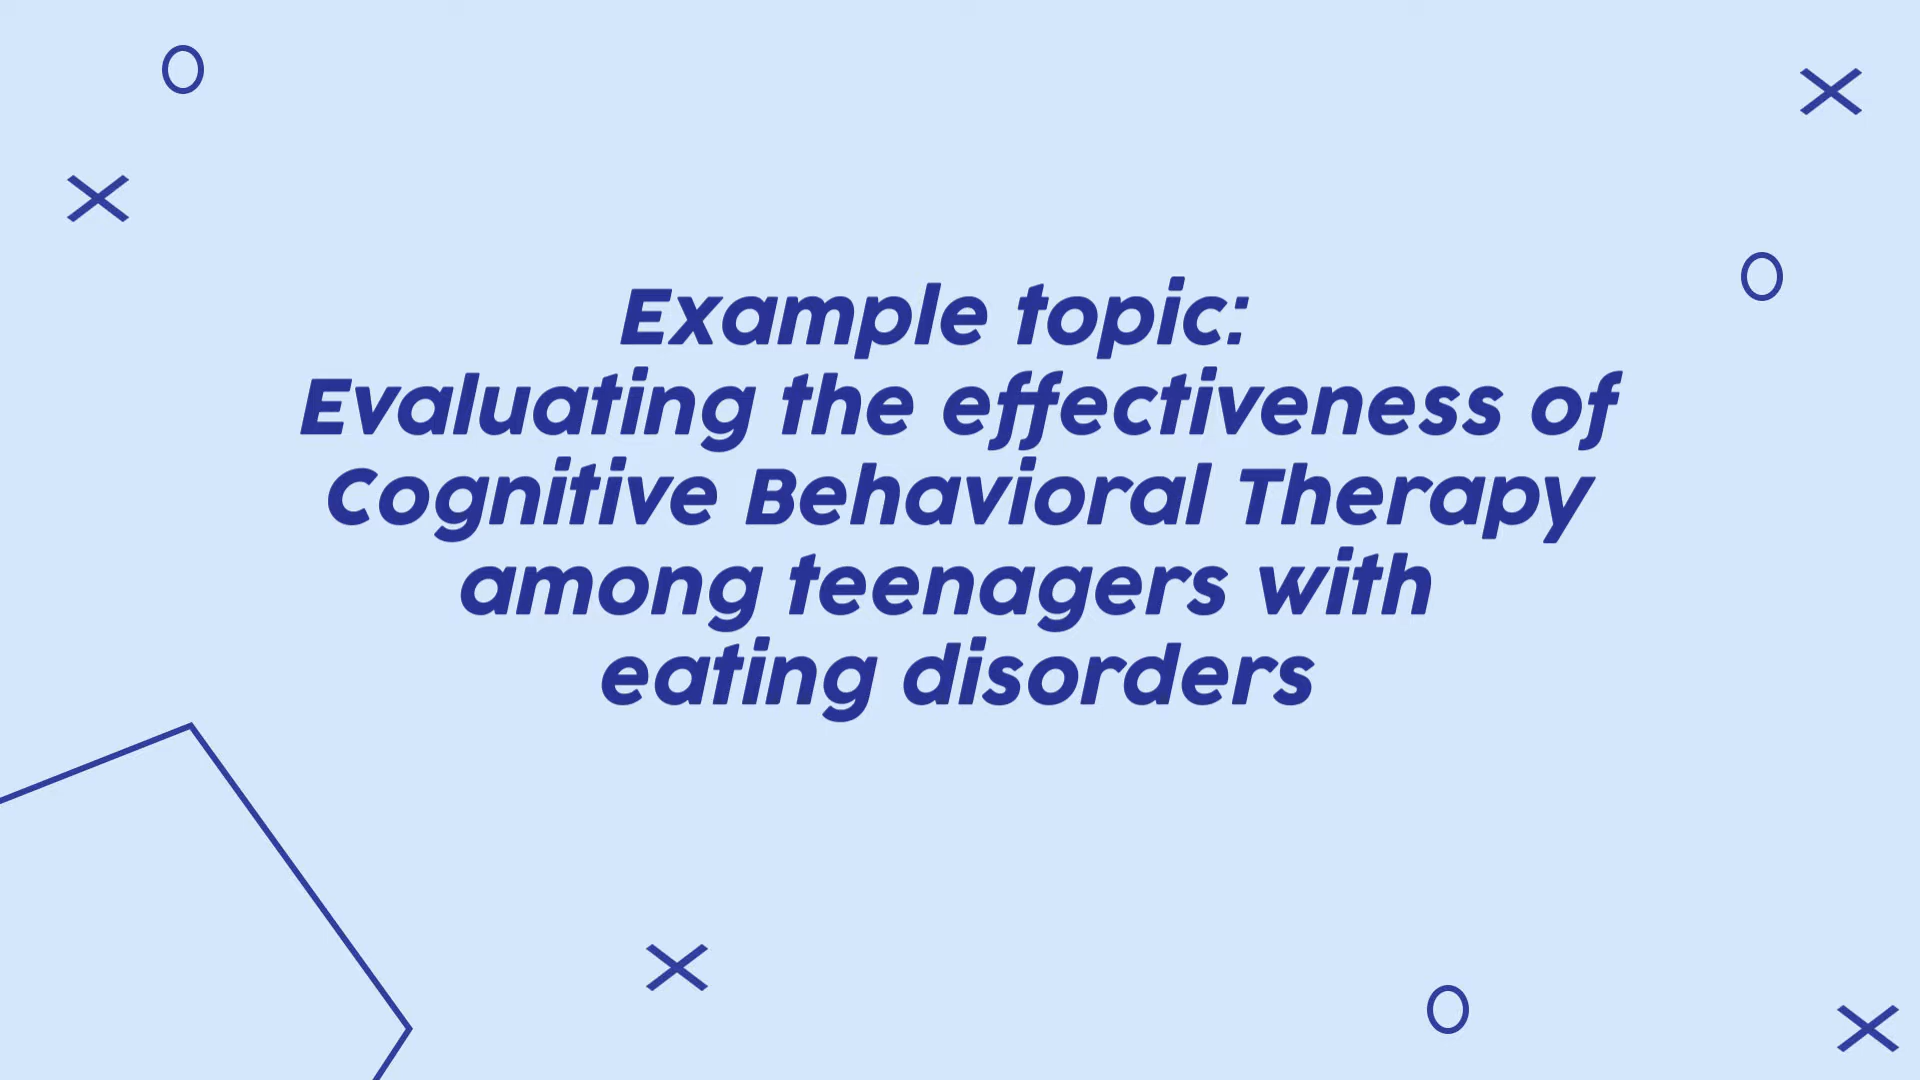 Example topic:
Evaluating the effectiveness of
Cognitive Behavioral Therapy
among teenagers with
eating disorders